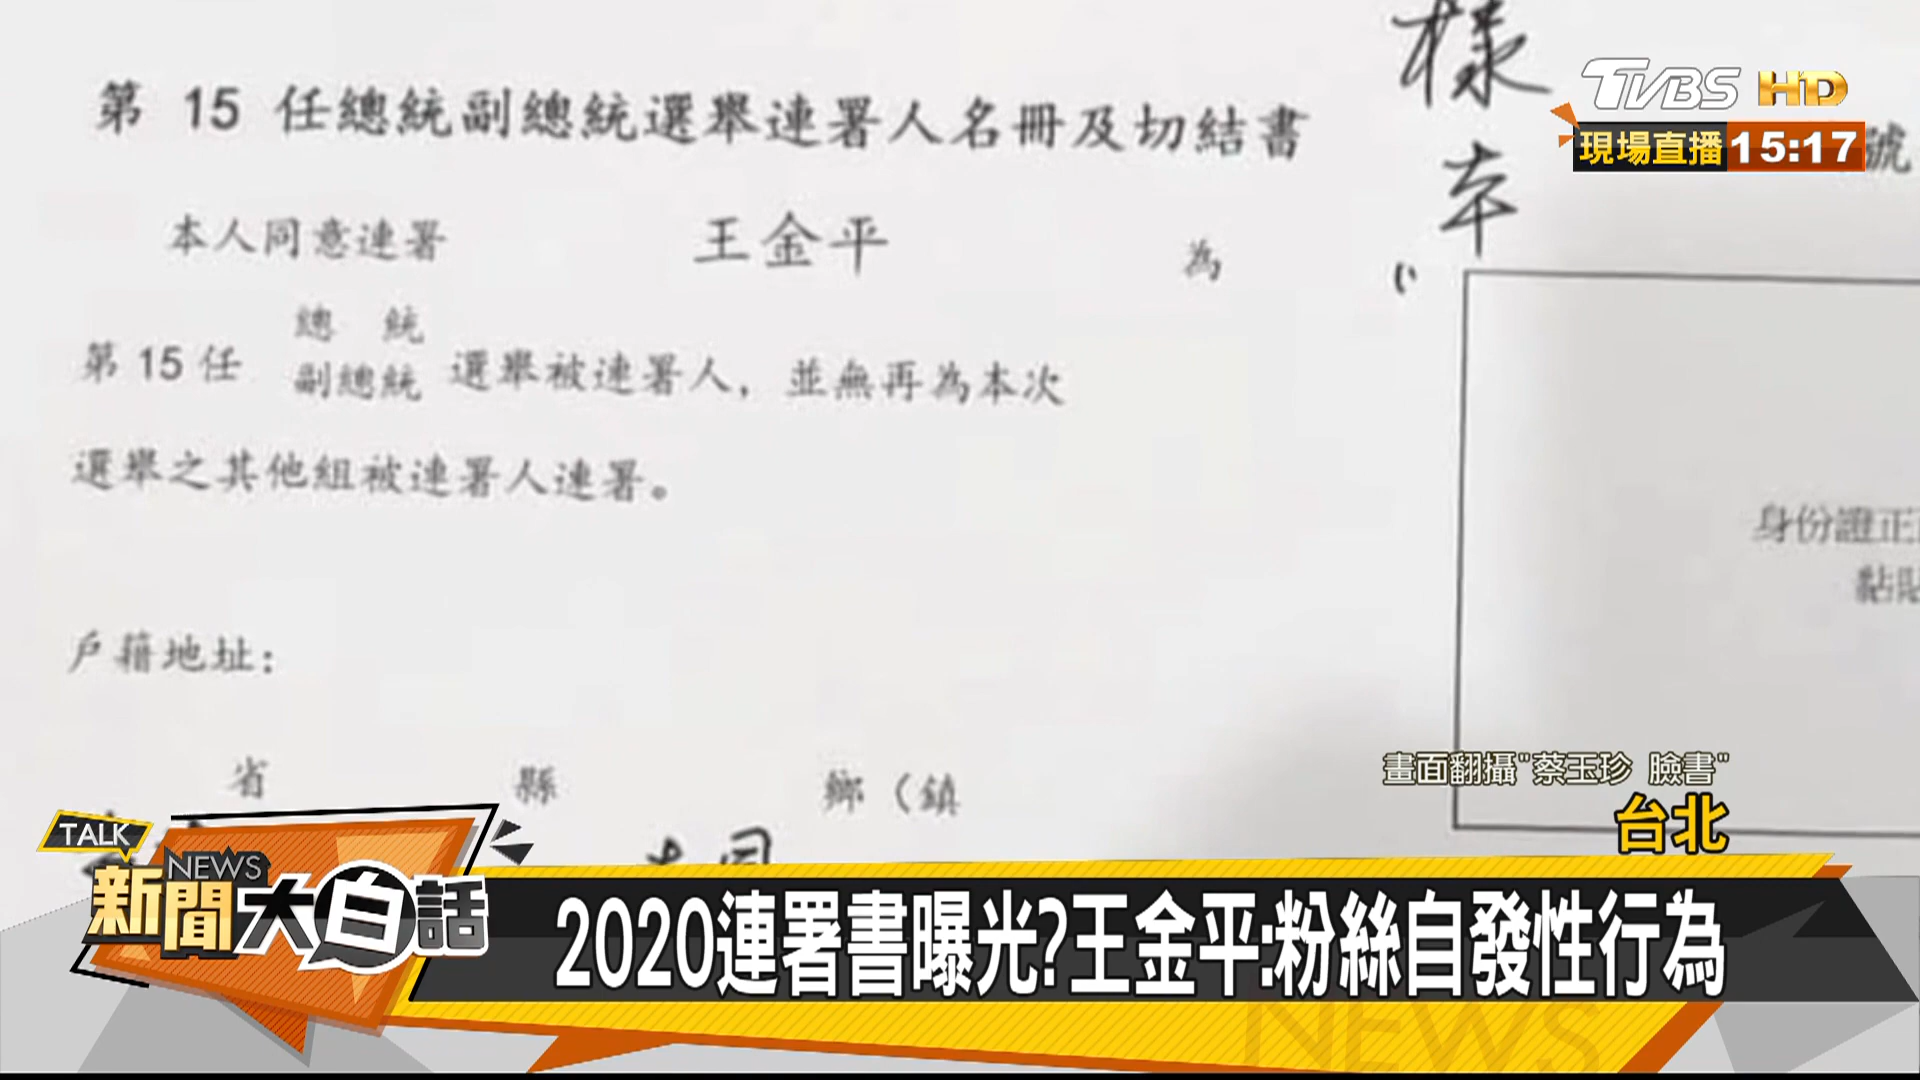 樣本
TVBS HD
現場直播 15:17
號
第 15 任總統副總統選舉連署人名冊及切結書
本人同意連署 王金平 為
總統
第 15 任 副總統 選舉被連署人，並無再為本次
選舉之其他組被連署人連署。
身份證正
黏貼
戶籍地址：
省 縣 鄉（鎮
畫面翻攝"蔡玉珍 臉書"
台北
TALK
NEWS
新聞大白話
2020連署書曝光?王金平:粉絲自發性行為
NEWS